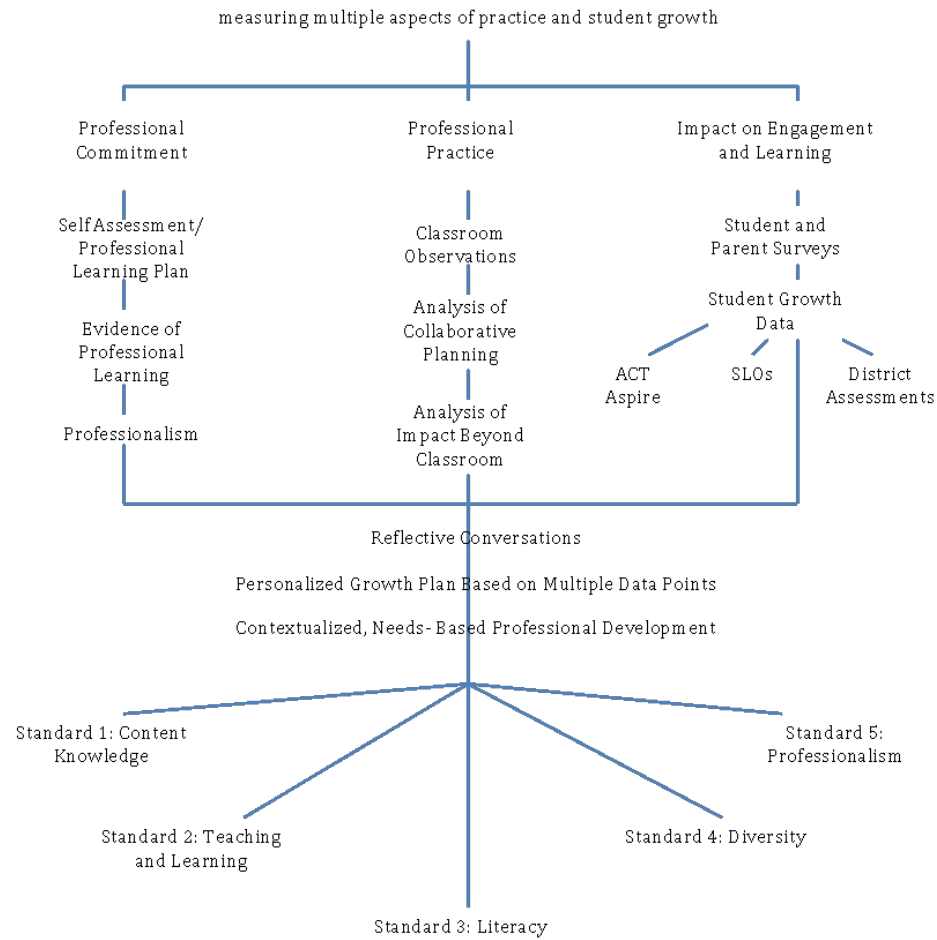 measuring multiple aspects of practice and student growth
Professional
Commitment
Professional
Practice
Impact on Engagement
and Learning
Self Assessment/
Professional
Learning Plan
Classroom
Observations
Student and
Parent Surveys
Evidence of
Professional
Learning
Analysis of
Collaborative
Planning
Student Growth
Data
ACT
Aspire
SLOs
District
Assessments
Professionalism
Analysis of
Impact Beyond
Classroom
Reflective Conversations
Personalized Growth Plan Based on Multiple Data Points
Contextualized, Needs- Based Professional Development
Standard 1: Content
Knowledge
Standard 5:
Professionalism
Standard 2: Teaching
and Learning
Standard 4: Diversity
Standard 3: Literacy